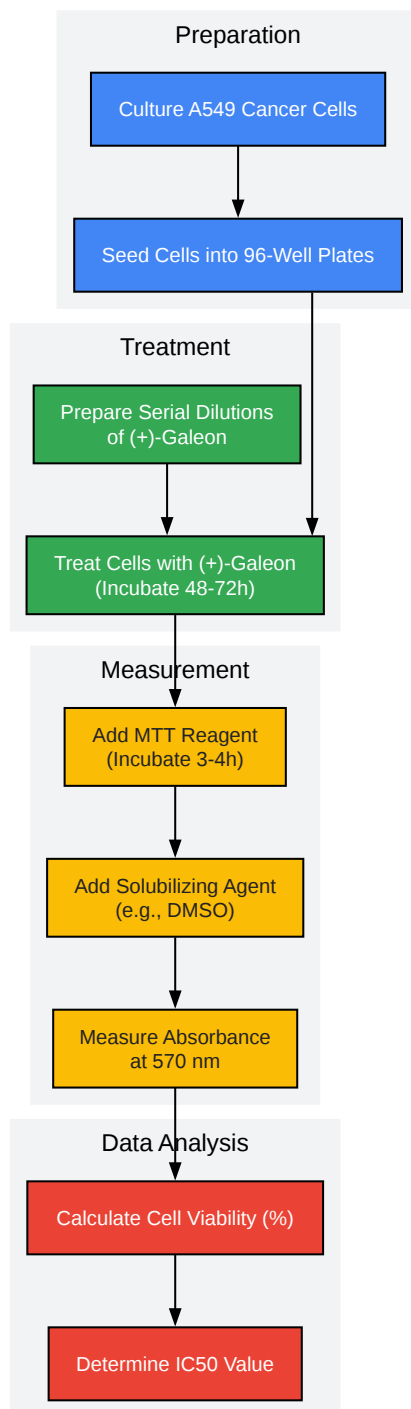 Preparation
Culture A549 Cancer Cells
Seed Cells into 96-Well Plates
Treatment
Prepare Serial Dilutions
of (+)-Galeon
Treat Cells with (+)-Galeon
(Incubate 48-72h)
Measurement
Add MTT Reagent
(Incubate 3-4h)
Add Solubilizing Agent
(e.g., DMSO)
Measure Absorbance
at 570 nm
Data Analysis
Calculate Cell Viability (%)
Determine IC50 Value